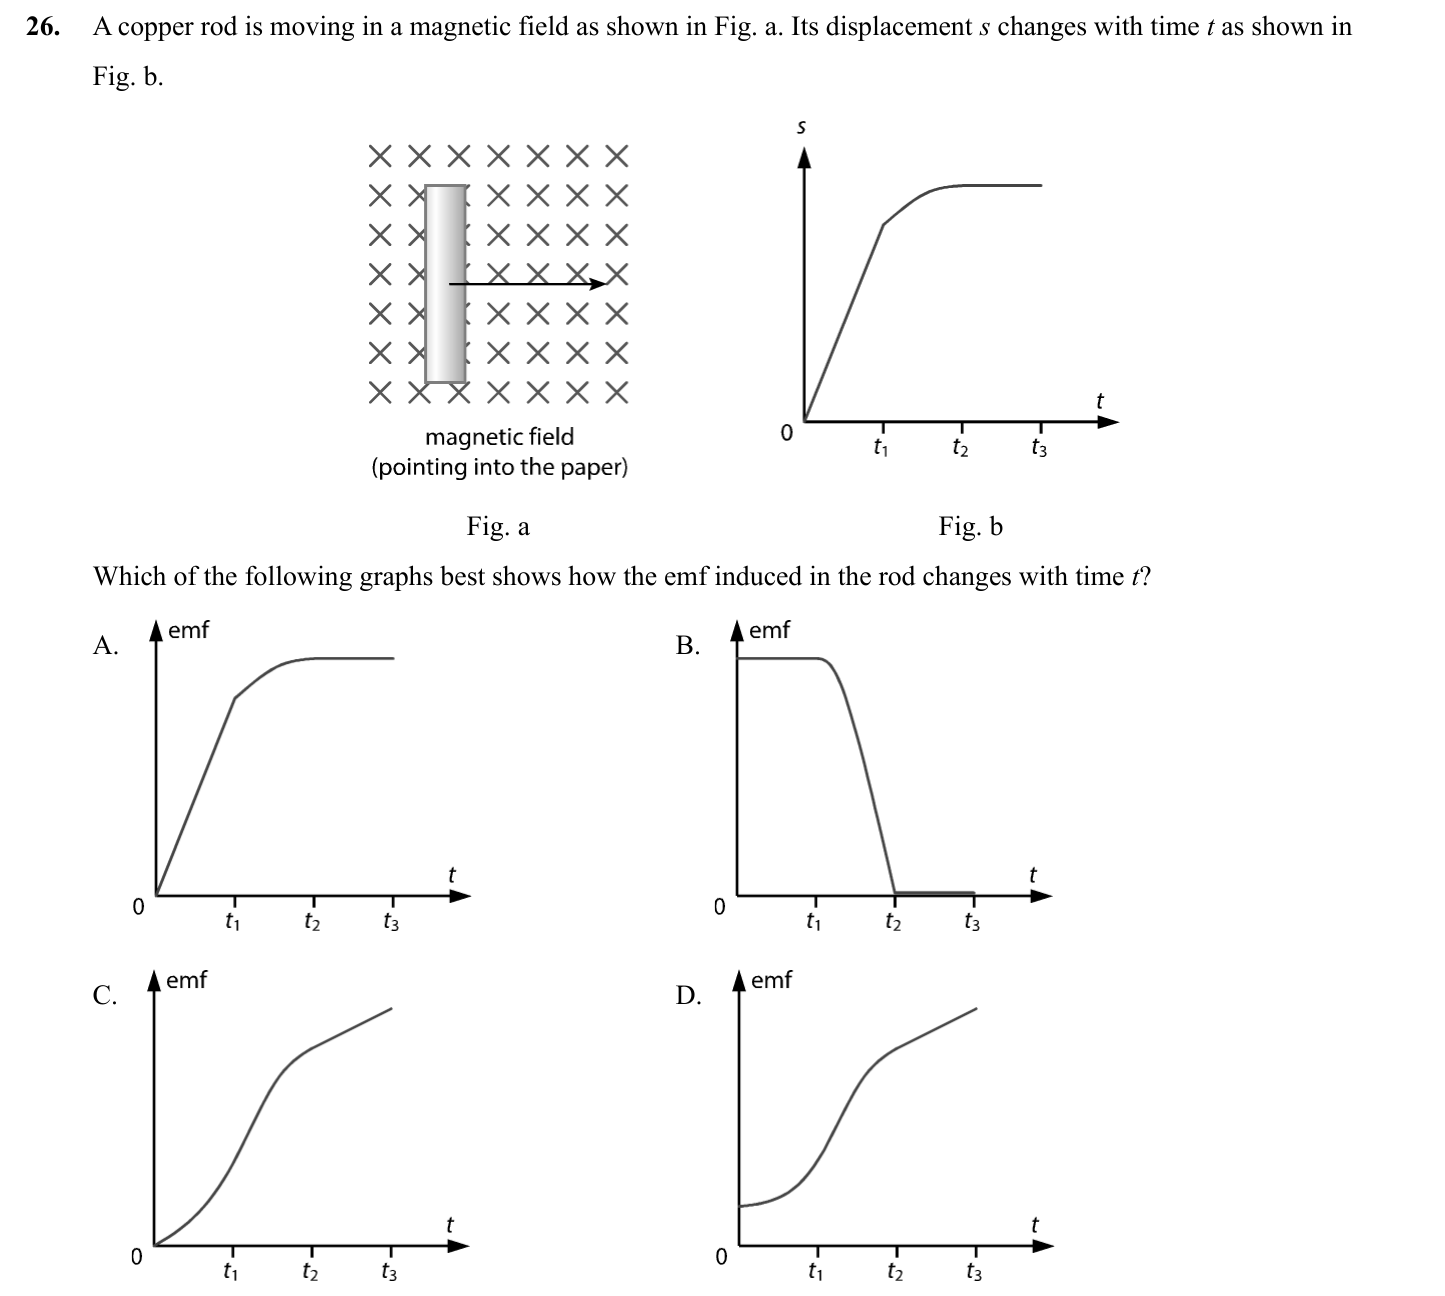 26. A copper rod is moving in a magnetic field as shown in Fig. a. Its displacement s changes with time t as shown in
Fig. b.
s
t
0
t₁ t₂ t₃
magnetic field
(pointing into the paper)
Fig. a Fig. b
Which of the following graphs best shows how the emf induced in the rod changes with time t?
A. emf
t
0
t₁ t₂ t₃
B. emf
t
0
t₁ t₂ t₃
C. emf
t
0
t₁ t₂ t₃
D. emf
t
0
t₁ t₂ t₃